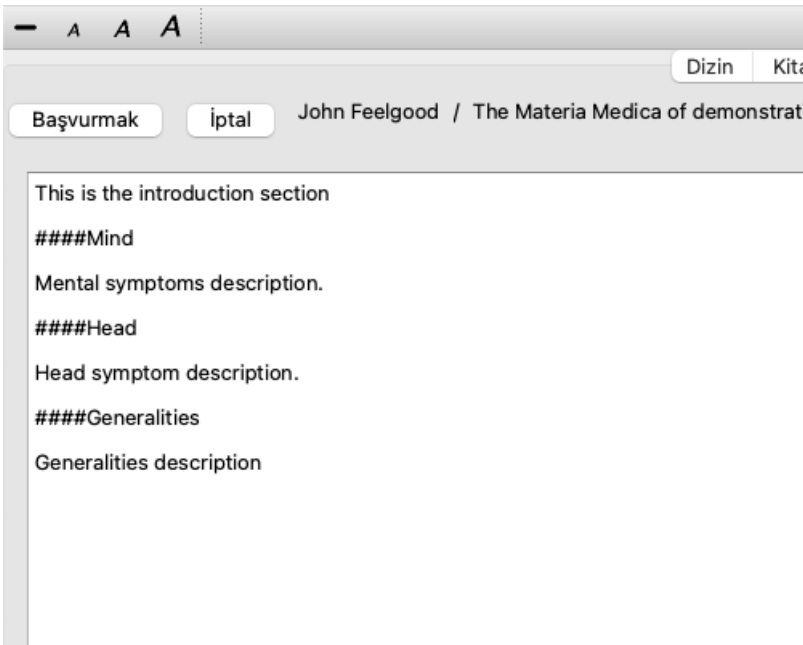 A A A
Dizin Kita
Başvurmak İptal John Feelgood / The Materia Medica of demonstrat
This is the introduction section
####Mind
Mental symptoms description.
####Head
Head symptom description.
####Generalities
Generalities description